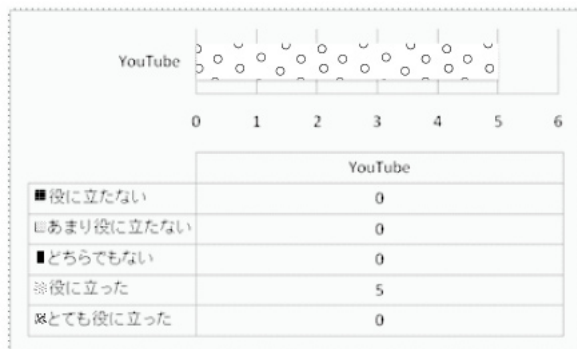 YouTube
0 1 2 3 4 5 6
YouTube
役に立たない 0
あまり役に立たない 0
どちらでもない 0
役に立った 5
とても役に立った 0